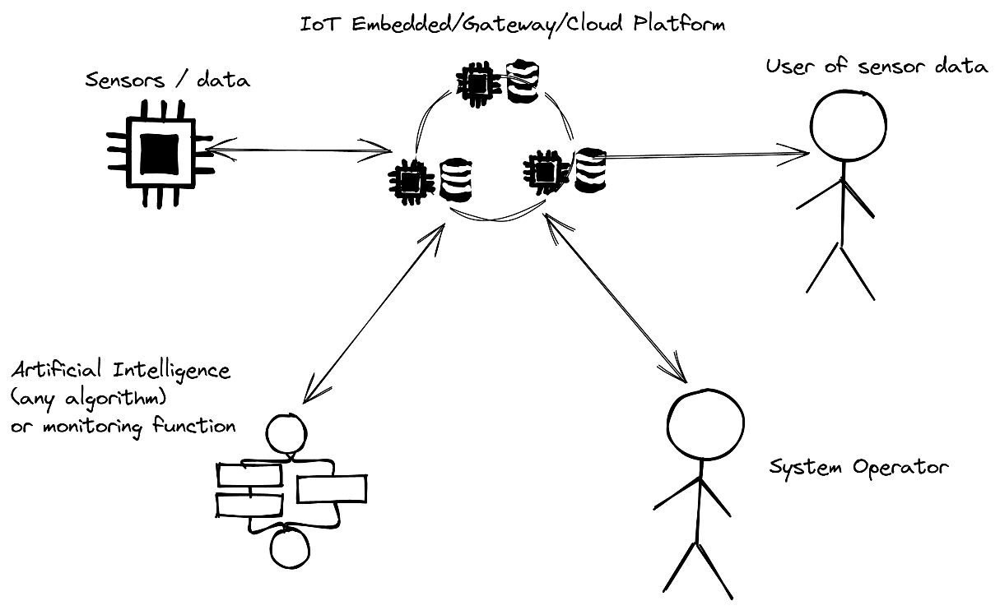 IoT Embedded/Gateway/Cloud Platform
Sensors / data
User of sensor data
Artificial Intelligence
(any algorithm)
or monitoring function
System Operator